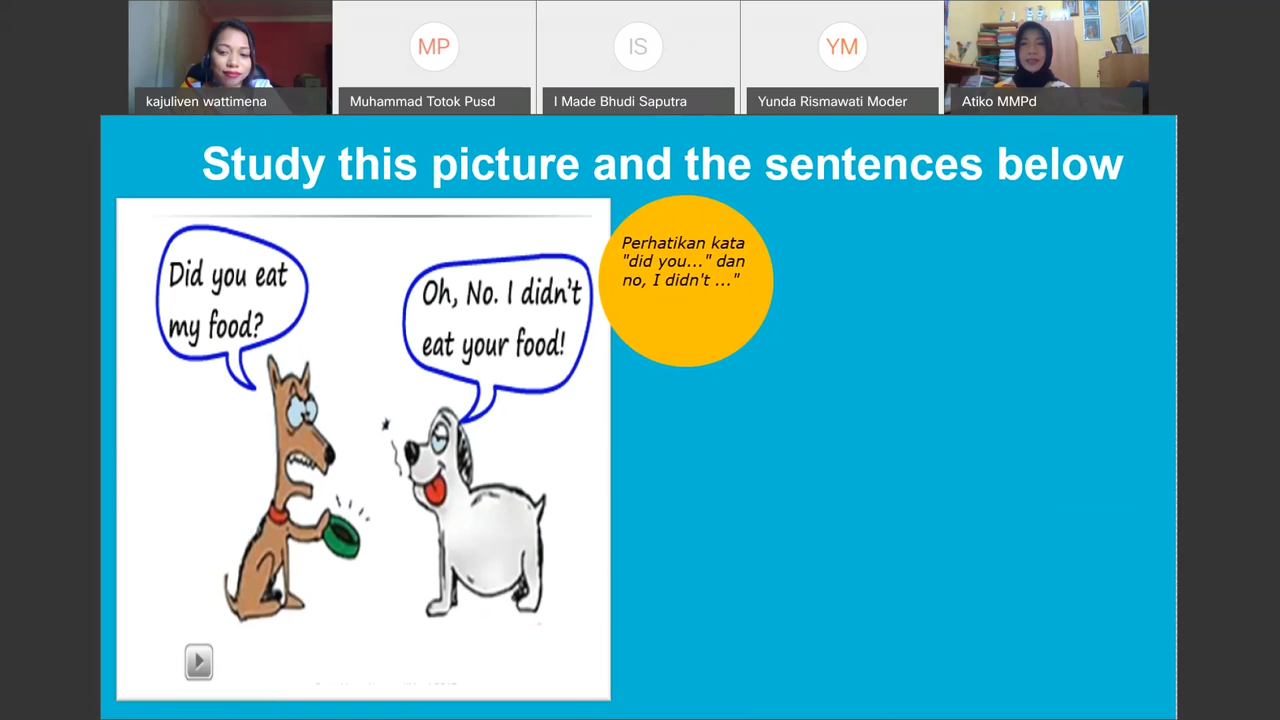 MP
IS
YM
kajuliven wattimena
Muhammad Totok Pusd
I Made Bhudi Saputra
Yunda Rismawati Moder
Atiko MMPd
Study this picture and the sentences below
Did you eat
my food?
Oh, No. I didn't
eat your food!
Perhatikan kata
"did you..." dan
no, I didn't ..."